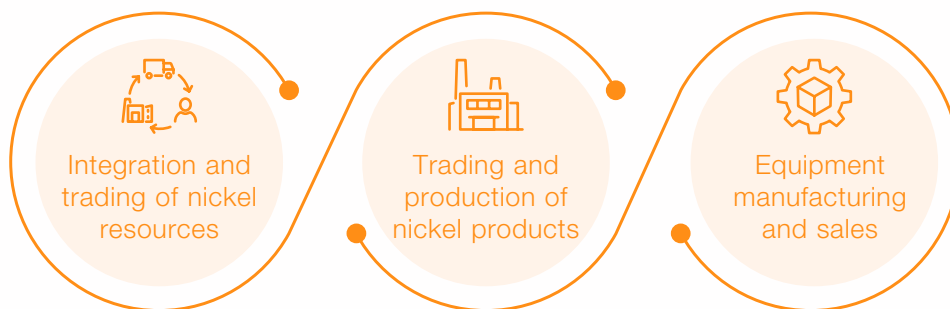 Integration and
trading of nickel
resources
Trading and
production of
nickel products
Equipment
manufacturing
and sales